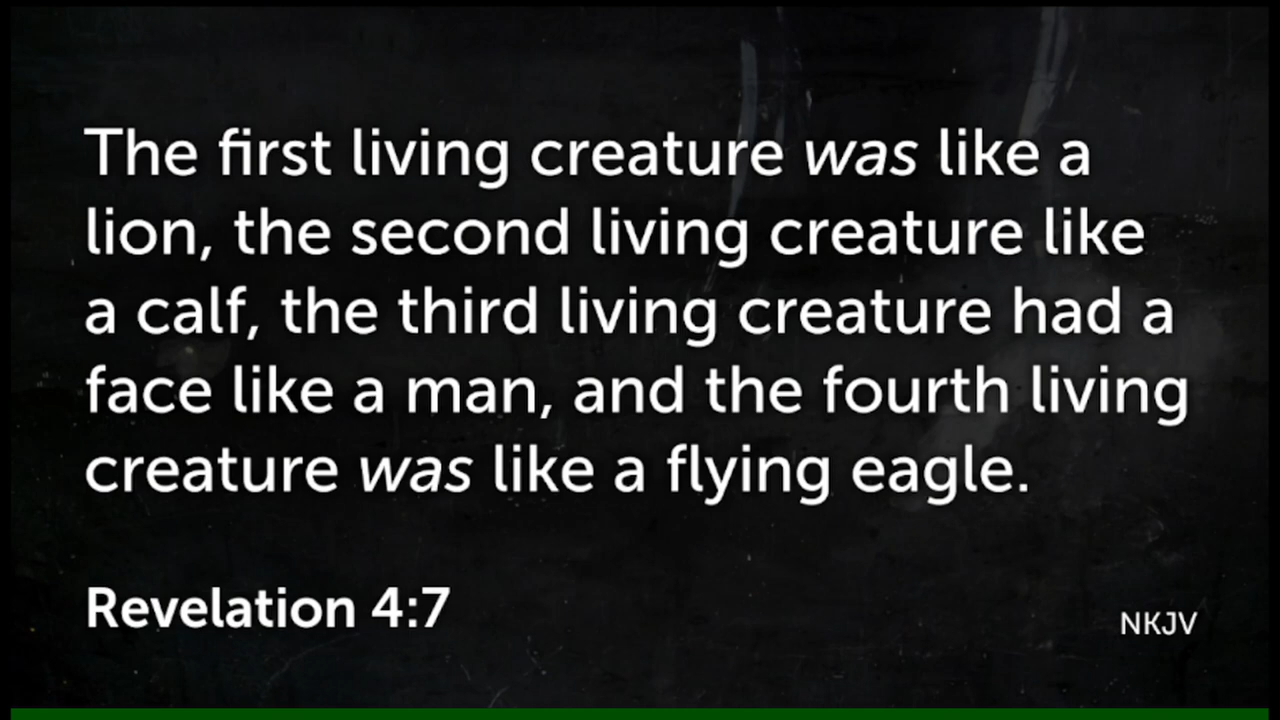 The first living creature was like a
lion, the second living creature like
a calf, the third living creature had a
face like a man, and the fourth living
creature was like a flying eagle.
Revelation 4:7
NKJV